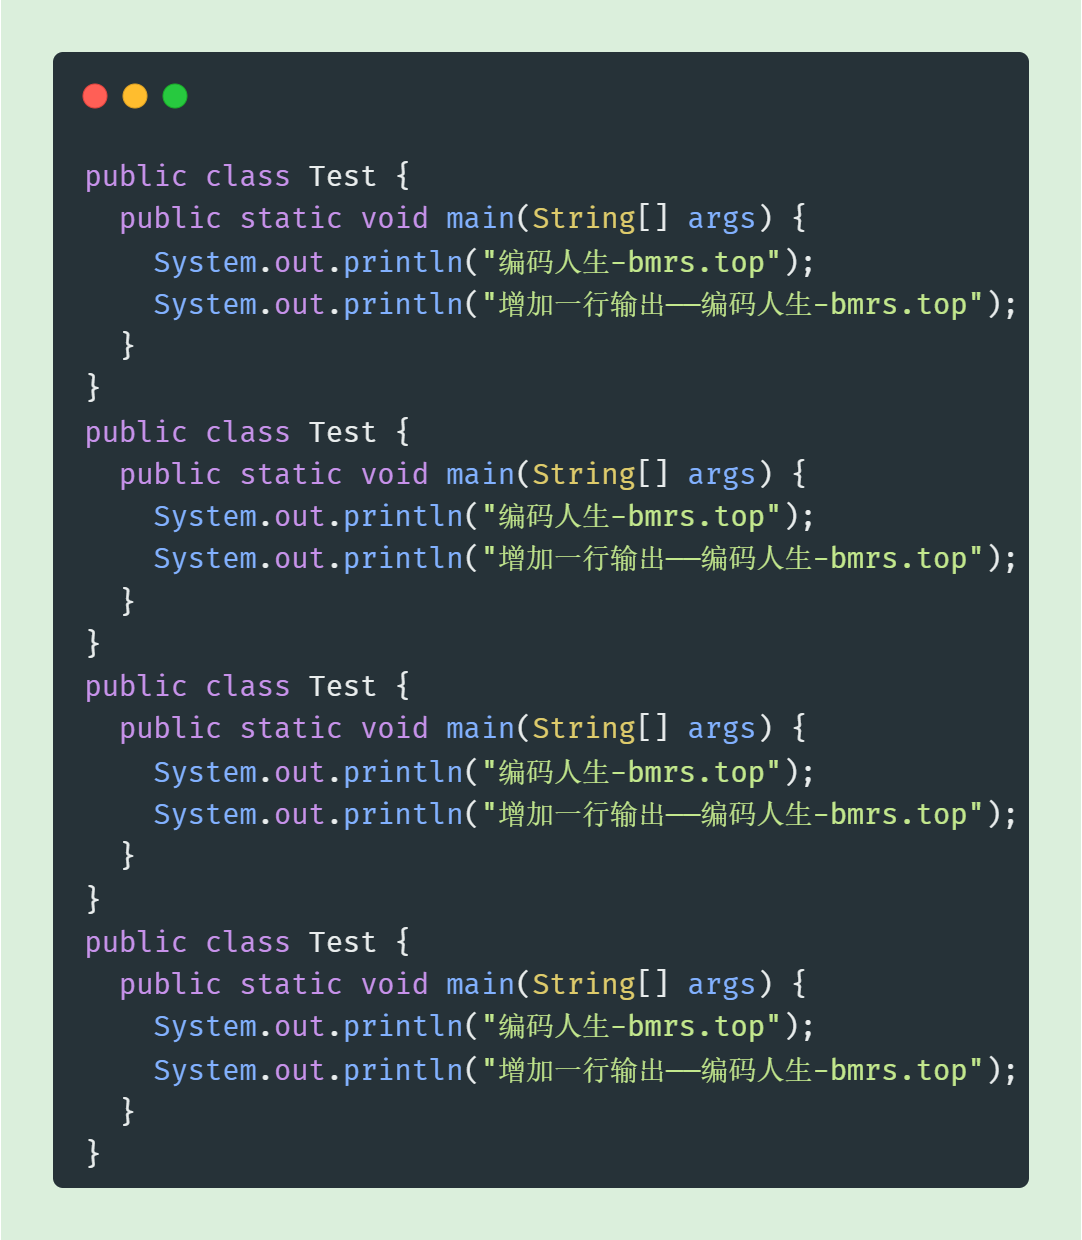 public class Test {
  public static void main(String[] args) {
    System.out.println("编码人生-bmrs.top");
    System.out.println("增加一行输出——编码人生-bmrs.top");
  }
}
public class Test {
  public static void main(String[] args) {
    System.out.println("编码人生-bmrs.top");
    System.out.println("增加一行输出——编码人生-bmrs.top");
  }
}
public class Test {
  public static void main(String[] args) {
    System.out.println("编码人生-bmrs.top");
    System.out.println("增加一行输出——编码人生-bmrs.top");
  }
}
public class Test {
  public static void main(String[] args) {
    System.out.println("编码人生-bmrs.top");
    System.out.println("增加一行输出——编码人生-bmrs.top");
  }
}